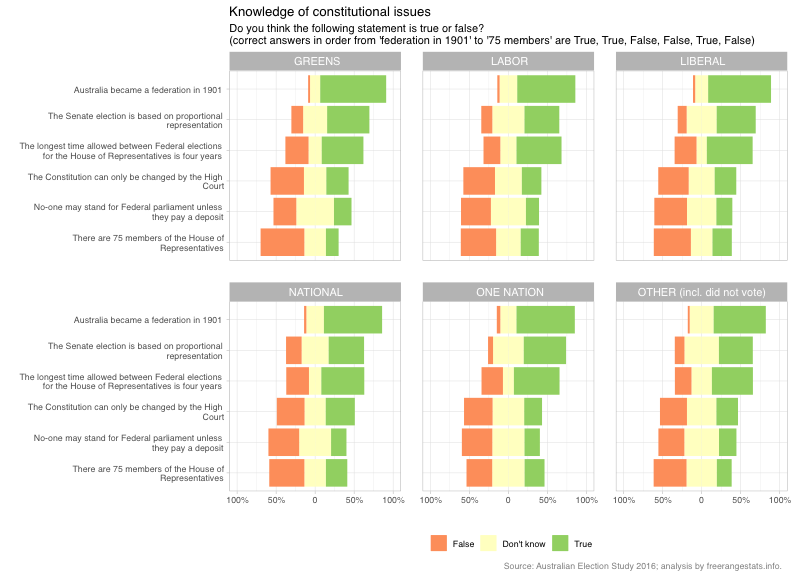 Knowledge of constitutional issues
Do you think the following statement is true or false?
(correct answers in order from 'federation in 1901' to '75 members' are True, True, False, False, True, False)
GREENS
LABOR
LIBERAL
Australia became a federation in 1901
The Senate election is based on proportional
representation
The longest time allowed between Federal elections
for the House of Representatives is four years
The Constitution can only be changed by the High
Court
No-one may stand for Federal parliament unless
they pay a deposit
There are 75 members of the House of
Representatives
NATIONAL
ONE NATION
OTHER (incl. did not vote)
Australia became a federation in 1901
The Senate election is based on proportional
representation
The longest time allowed between Federal elections
for the House of Representatives is four years
The Constitution can only be changed by the High
Court
No-one may stand for Federal parliament unless
they pay a deposit
There are 75 members of the House of
Representatives
100% 50% 0 50% 100%
100% 50% 0 50% 100%
100% 50% 0 50% 100%
False Don't know True
Source: Australian Election Study 2016; analysis by freerangestats.info.